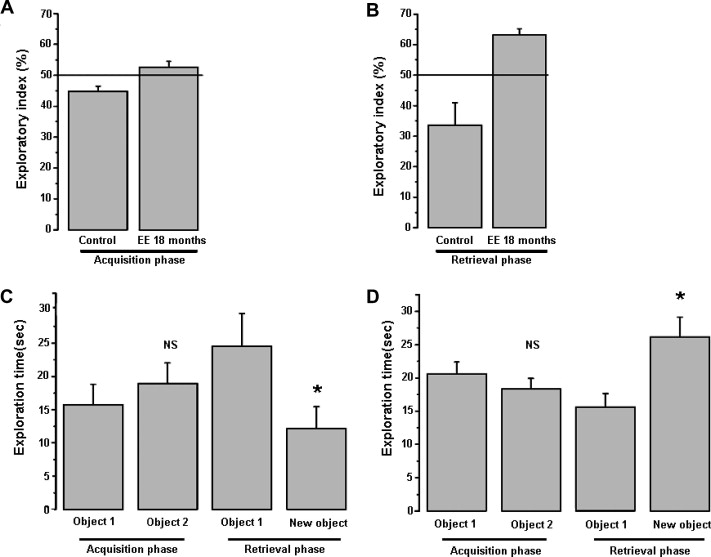 A
Exploratory index (%)
70
60
50
40
30
20
10
0
Control EE 18 months
Acquisition phase
B
Exploratory index (%)
70
60
50
40
30
20
10
0
Control EE 18 months
Retrieval phase
C
Exploration time(sec)
30
25
20
15
10
5
0
NS
*
Object 1 Object 2 Object 1 New object
Acquisition phase Retrieval phase
D
Exploration time(sec)
30
25
20
15
10
5
0
NS
*
Object 1 Object 2 Object 1 New object
Acquisition phase Retrieval phase